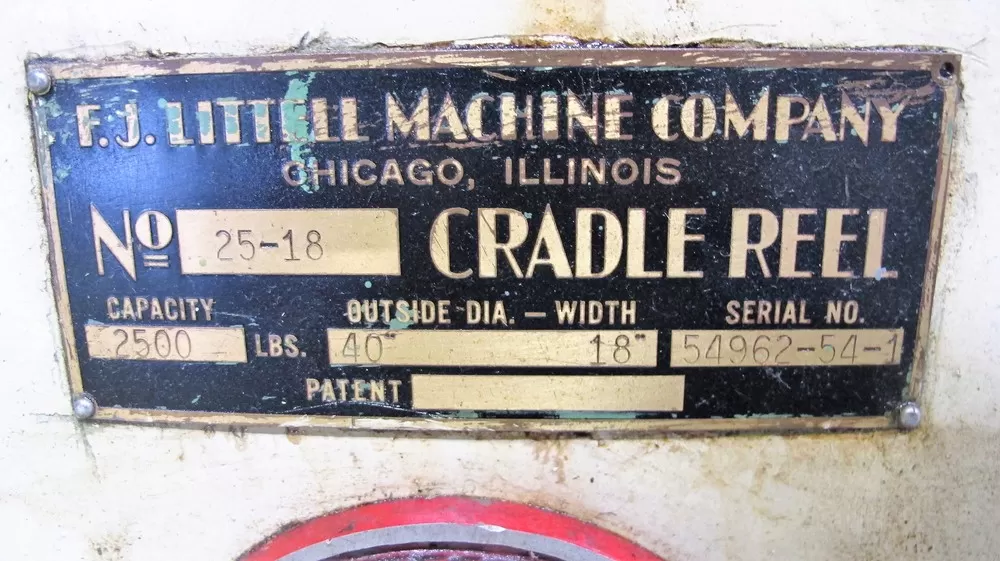 F.J. LITTELL MACHINE COMPANY
CHICAGO, ILLINOIS
No 25-18 CRADLE REEL
CAPACITY OUTSIDE DIA. — WIDTH SERIAL NO.
2500 LBS. 40" 18" 54962-54-1
PATENT